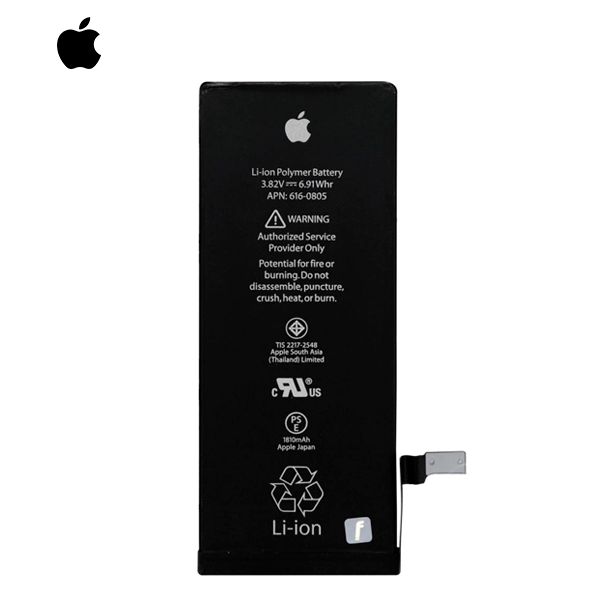 Li-ion Polymer Battery
3.82V ⎓ 6.91Whr
APN: 616-0805
WARNING
Authorized Service
Provider Only
Potential for fire or
burning. Do not
disassemble, puncture,
crush, heat, or burn.
TIS 2217-2548
Apple South Asia
(Thailand) Limited
c RU® US
PS
E
1810mAh
Apple Japan
Li-ion
f